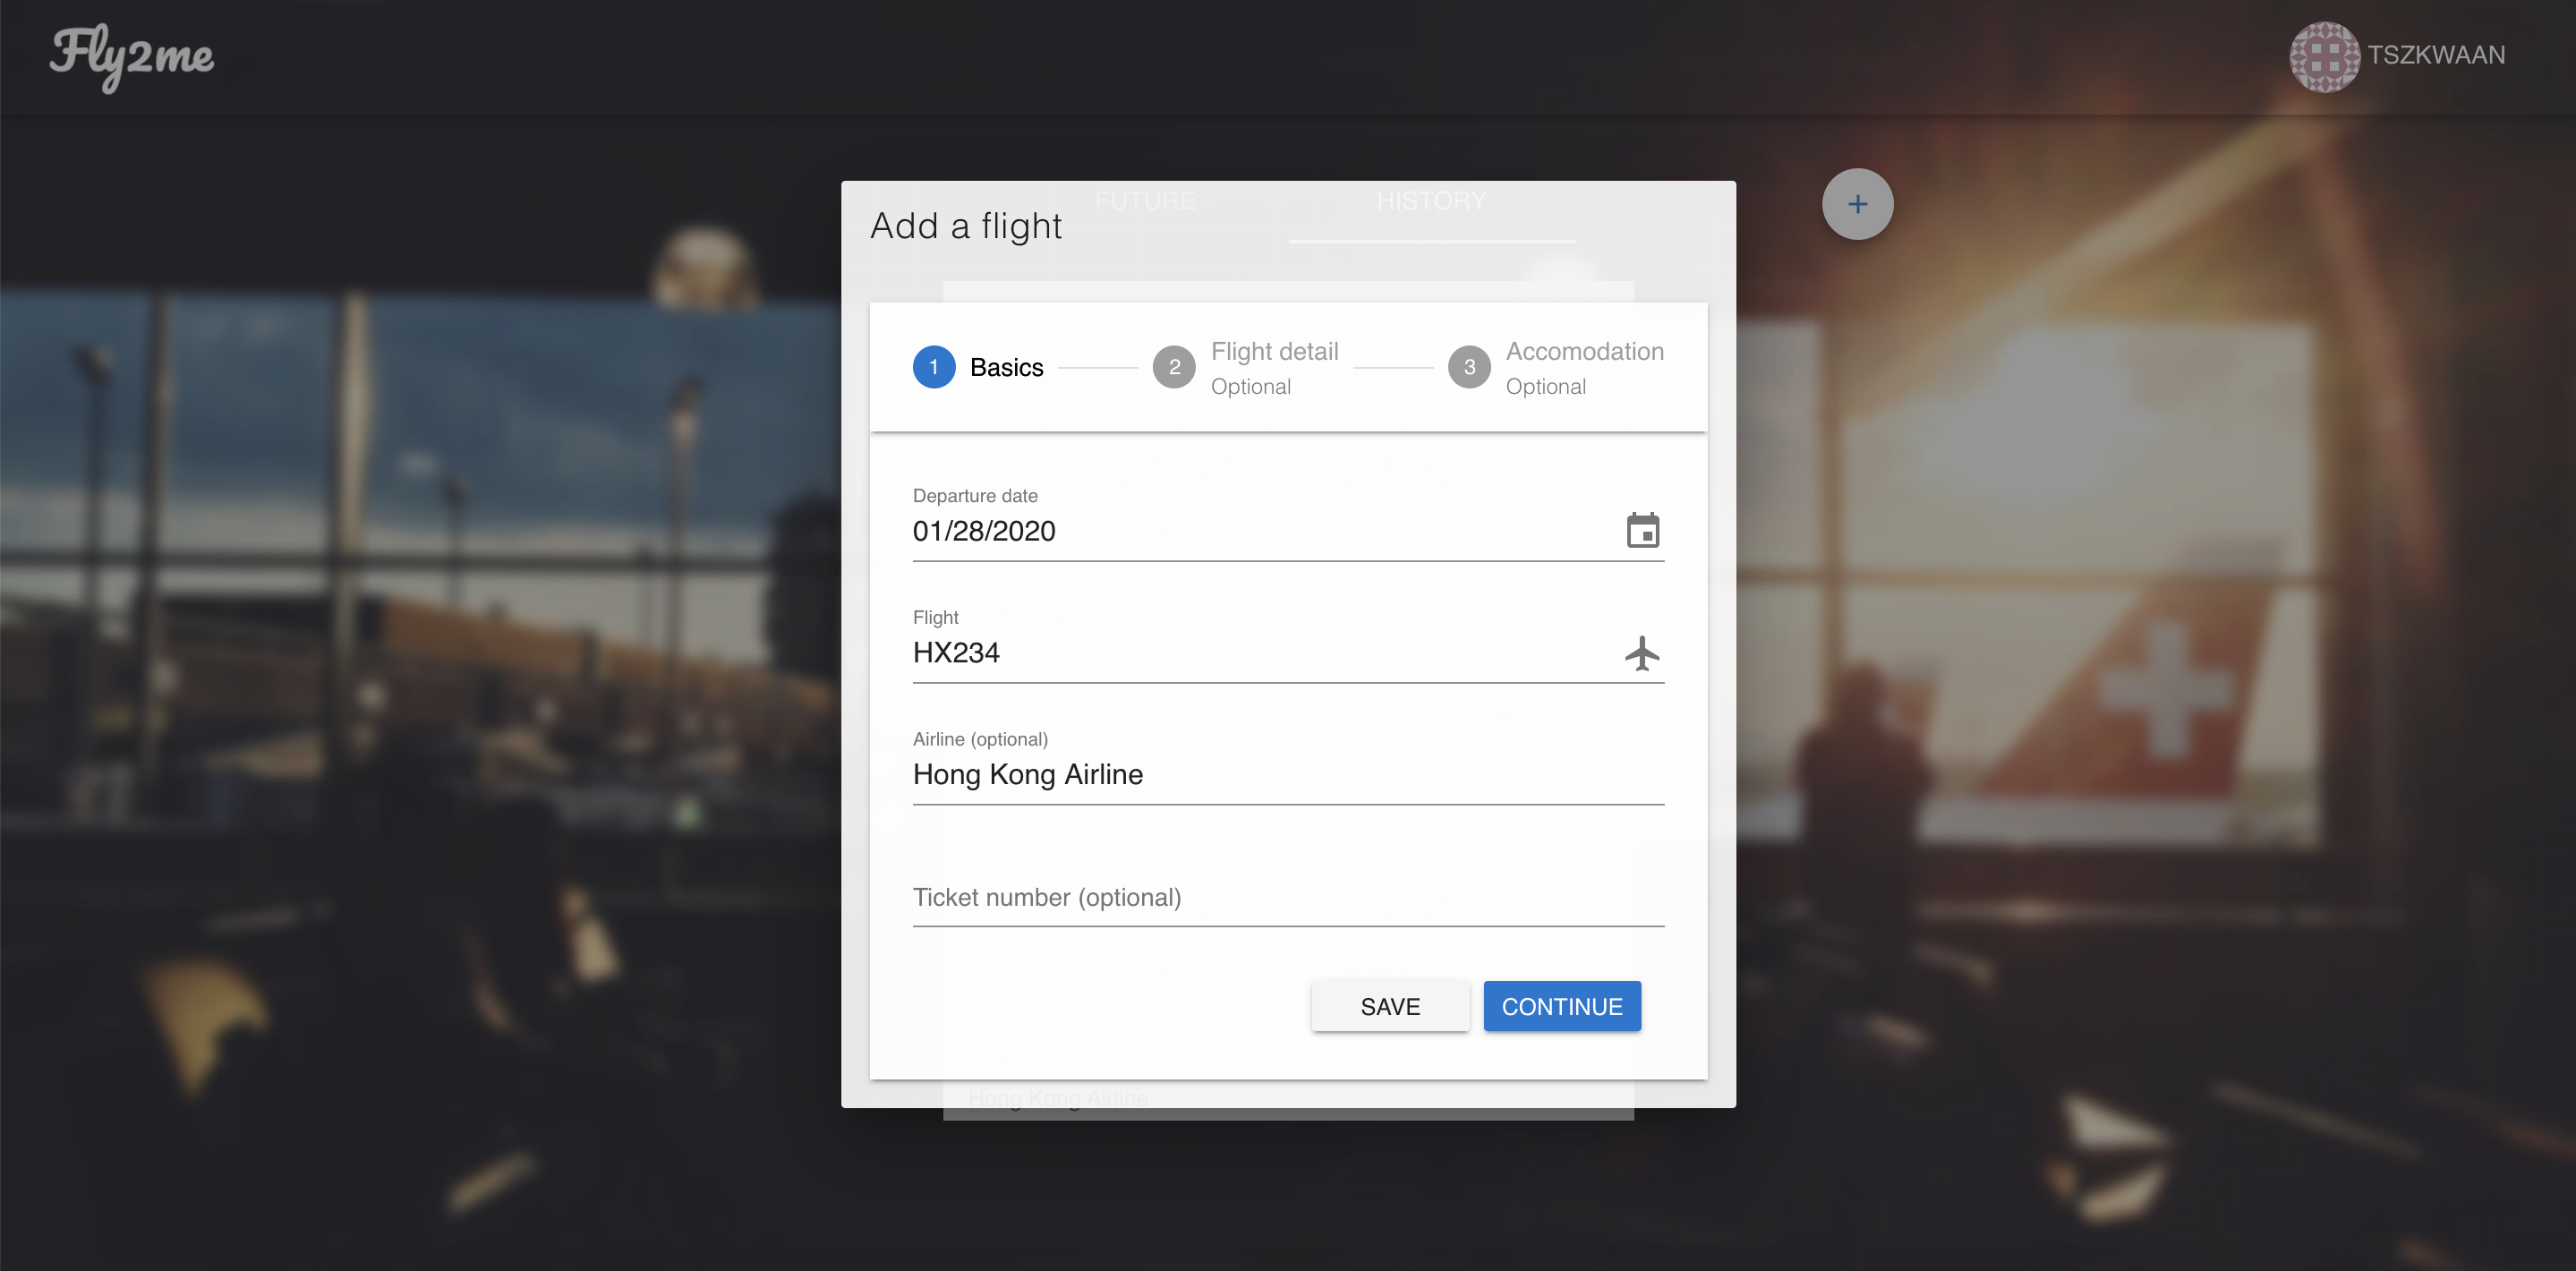 Fly2me
TSZKWAAN
FUTURE
HISTORY
+
Add a flight
1 Basics
2 Flight detail
Optional
3 Accomodation
Optional
Departure date
01/28/2020
Flight
HX234
Airline (optional)
Hong Kong Airline
Ticket number (optional)
SAVE
CONTINUE
Hong Kong Airline